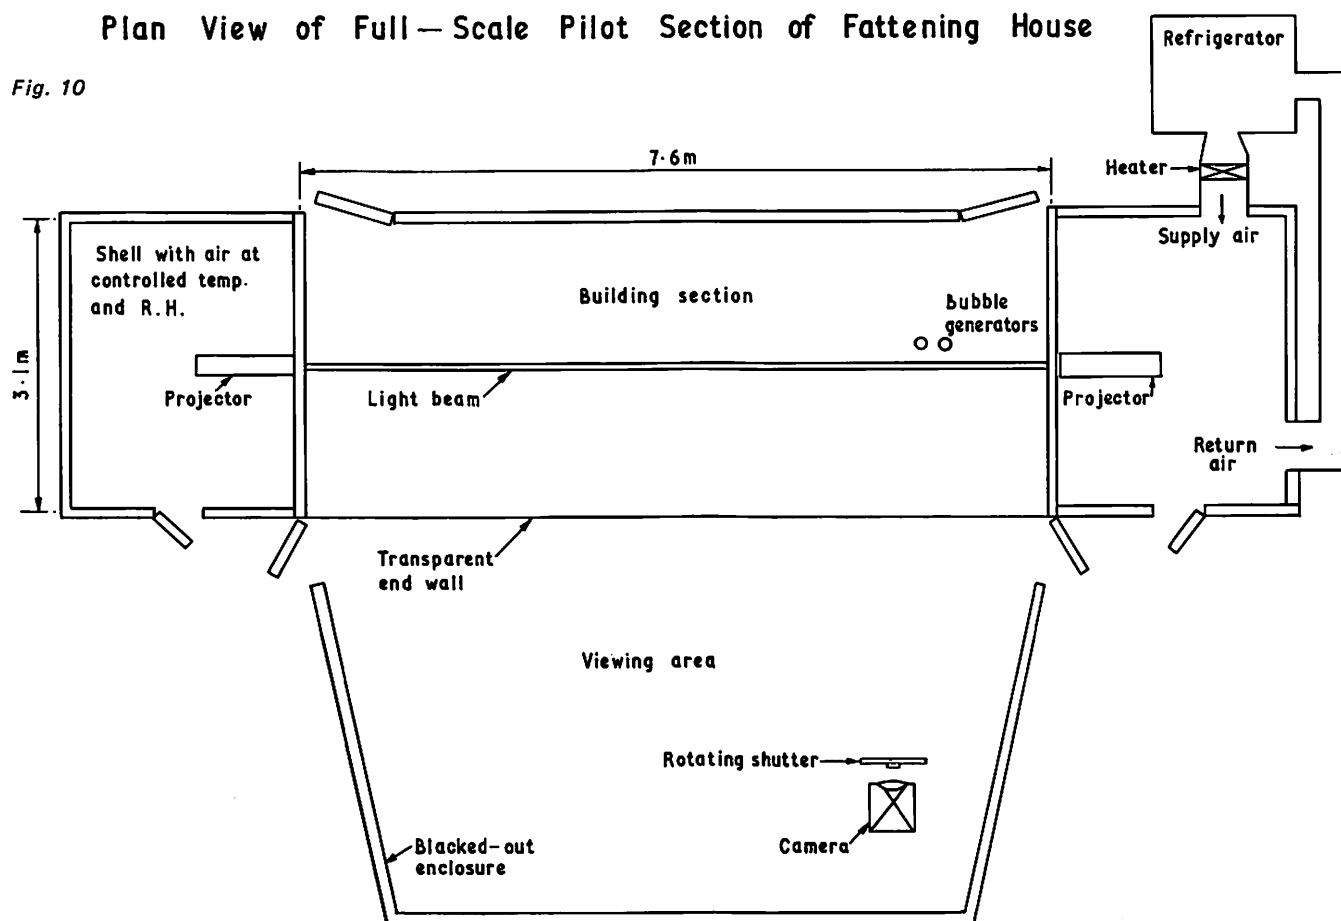 Plan View of Full-Scale Pilot Section of Fattening House
Refrigerator
Fig. 10
7·6m
Heater
Supply air
Shell with air at
controlled temp.
and R.H.
Building section
Bubble
generators
3·1m
Projector
Light beam
Projector
Return
air
Transparent
end wall
Viewing area
Rotating shutter
Camera
Blacked-out
enclosure